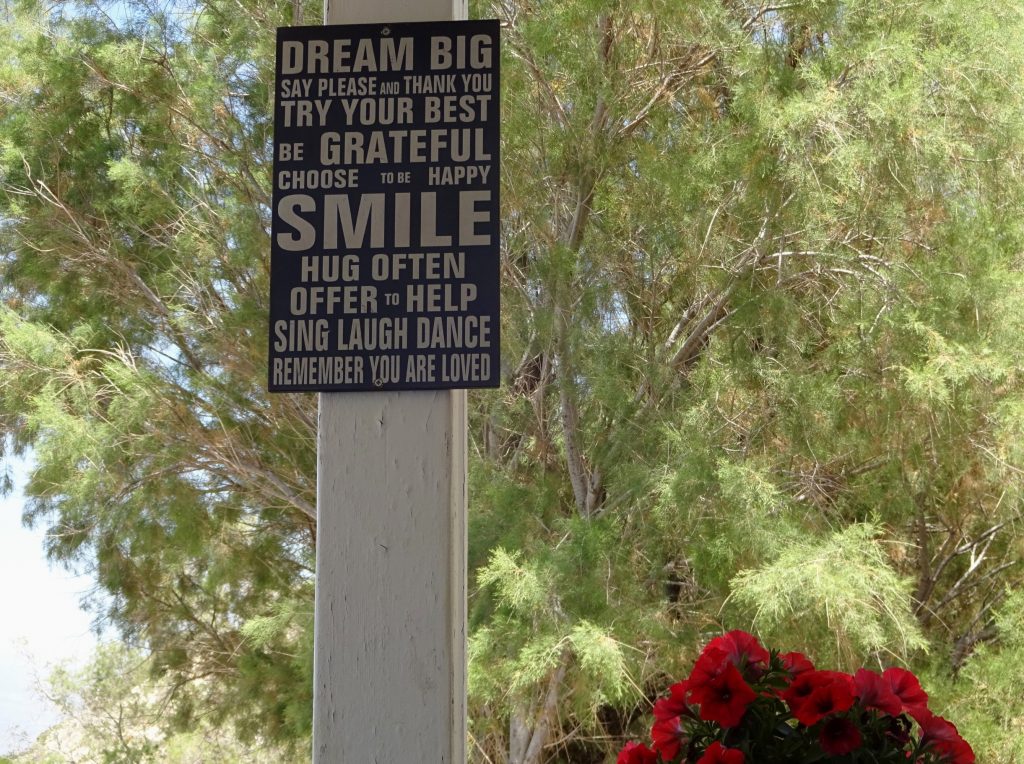 DREAM BIG
SAY PLEASE AND THANK YOU
TRY YOUR BEST
BE GRATEFUL
CHOOSE TO BE HAPPY
SMILE
HUG OFTEN
OFFER TO HELP
SING LAUGH DANCE
REMEMBER YOU ARE LOVED